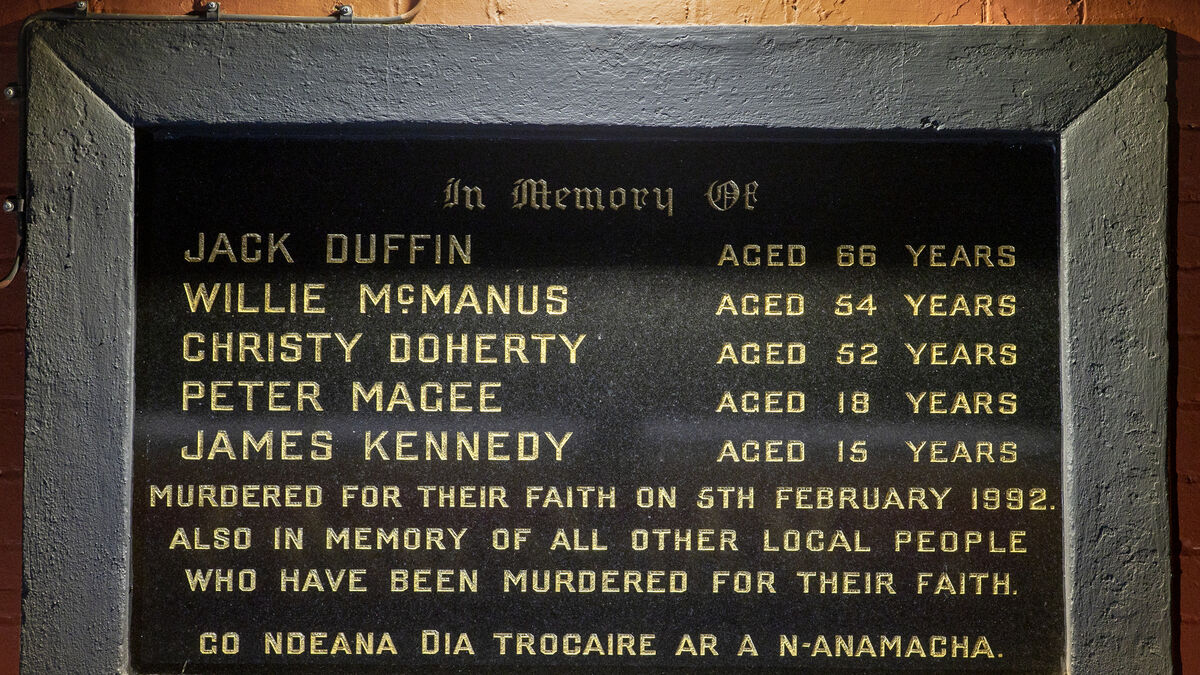 In Memory Of
JACK DUFFIN AGED 66 YEARS
WILLIE McMANUS AGED 54 YEARS
CHRISTY DOHERTY AGED 52 YEARS
PETER MAGEE AGED 18 YEARS
JAMES KENNEDY AGED 15 YEARS
MURDERED FOR THEIR FAITH ON 5TH FEBRUARY 1992.
ALSO IN MEMORY OF ALL OTHER LOCAL PEOPLE
WHO HAVE BEEN MURDERED FOR THEIR FAITH.
GO NDEANA DIA TROCAIRE AR A N-ANAMACHA.